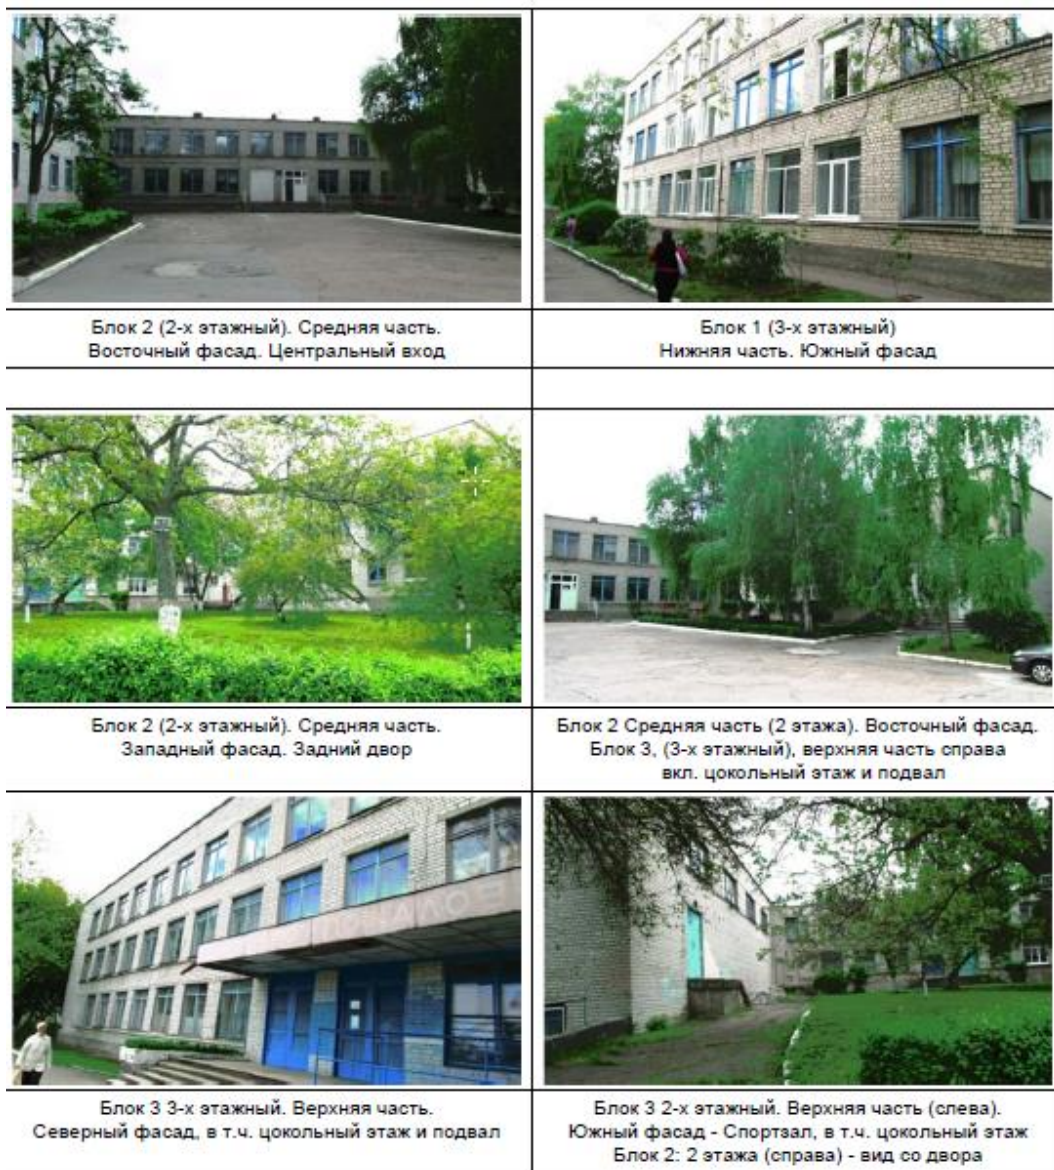 Блок 2 (2-х этажный). Средняя часть.
Восточный фасад. Центральный вход
Блок 1 (3-х этажный)
Нижняя часть. Южный фасад
Блок 2 (2-х этажный). Средняя часть.
Западный фасад. Задний двор
Блок 2 Средняя часть (2 этажа). Восточный фасад.
Блок 3, (3-х этажный), верхняя часть справа
вкл. цокольный этаж и подвал
Блок 3 3-х этажный. Верхняя часть.
Северный фасад, в т.ч. цокольный этаж и подвал
Блок 3 2-х этажный. Верхняя часть (слева).
Южный фасад - Спортзал, в т.ч. цокольный этаж
Блок 2: 2 этажа (справа) - вид со двора